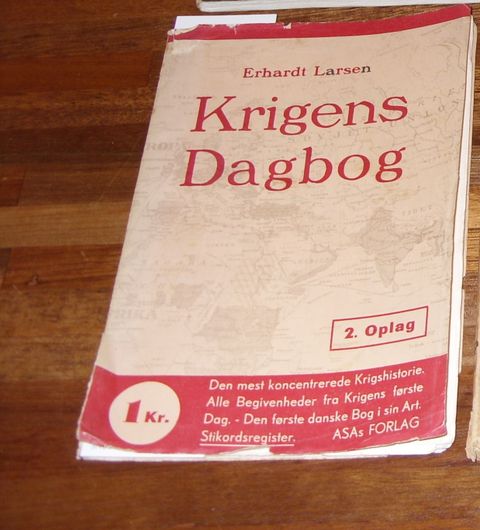 Erhardt Larsen
Krigens
Dagbog
TIBET
2. Oplag
1 Kr.
Den mest koncentrerede Krigshistorie.
Alle Begivenheder fra Krigens første
Dag. - Den første danske Bog i sin Art.
Stikordsregister. ASAs FORLAG